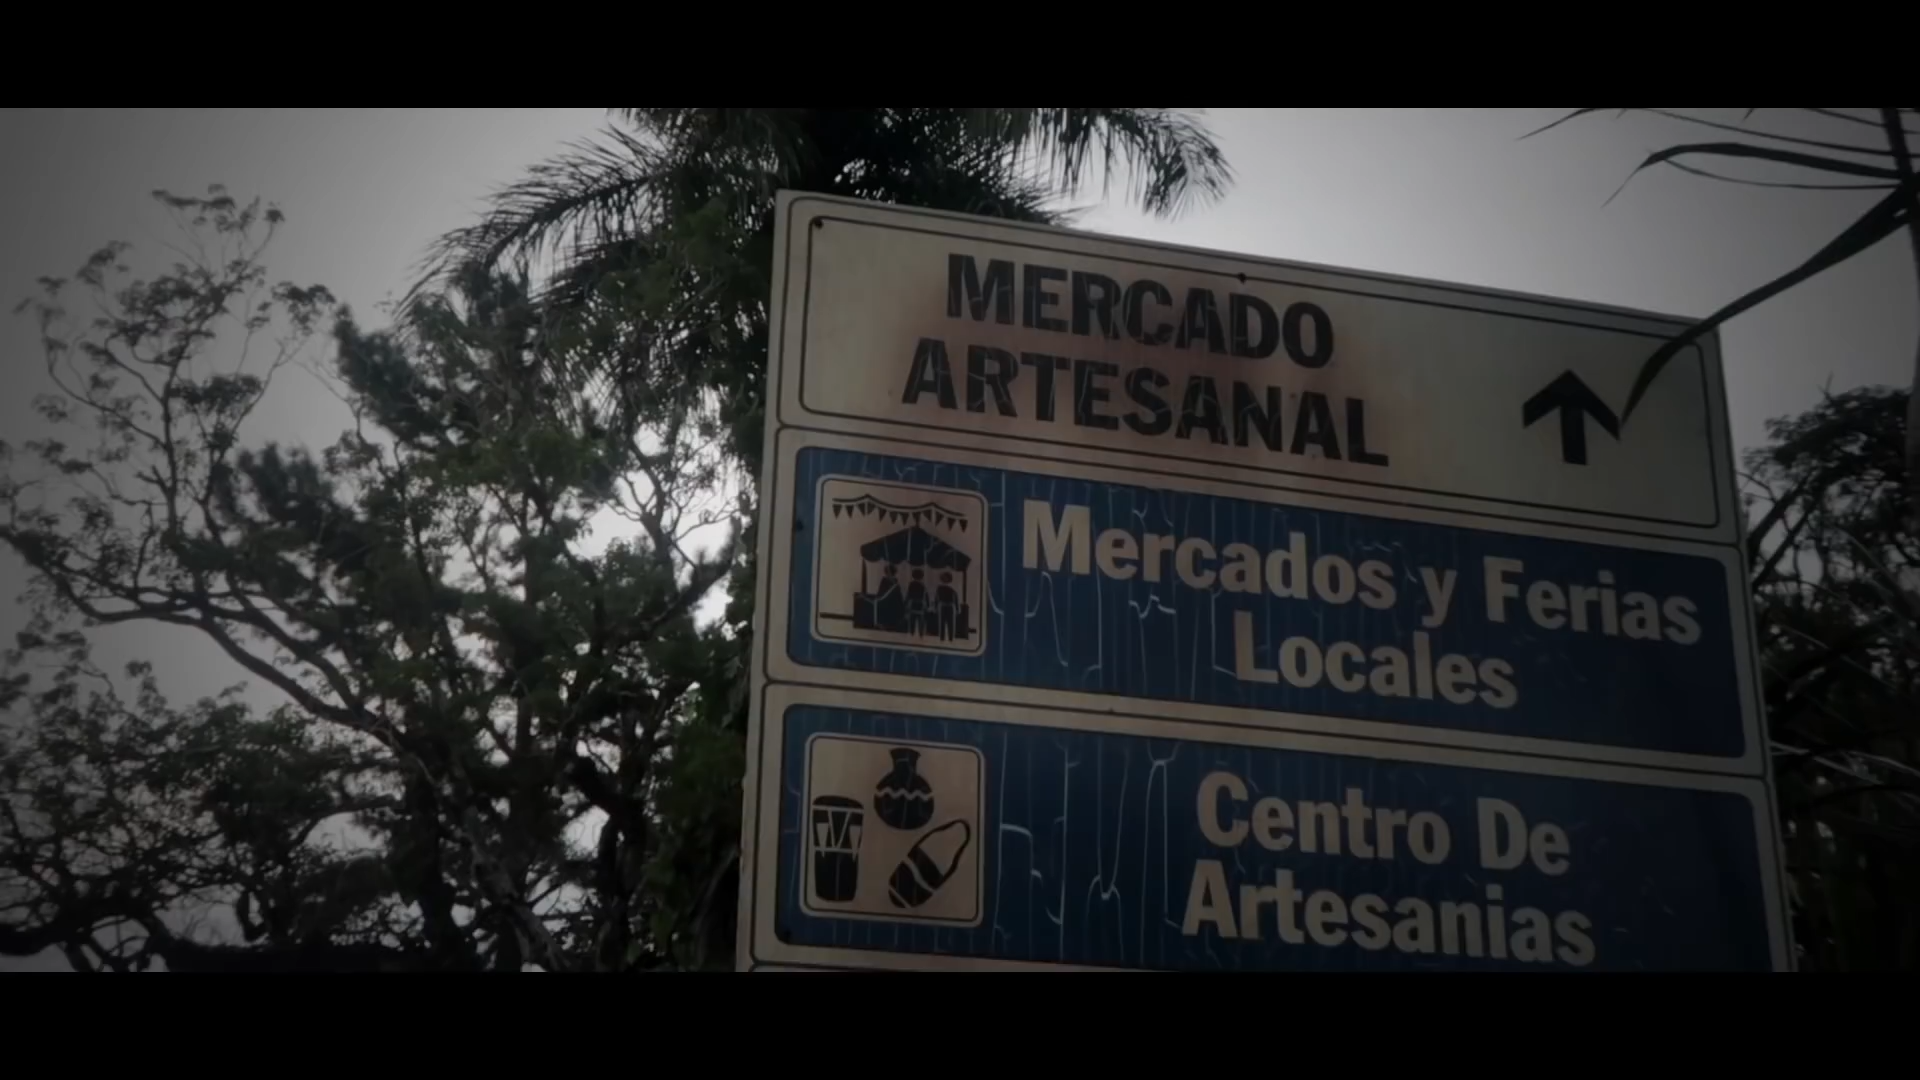 MERCADO
ARTESANAL
Mercados y Ferias
Locales
Centro De
Artesanias